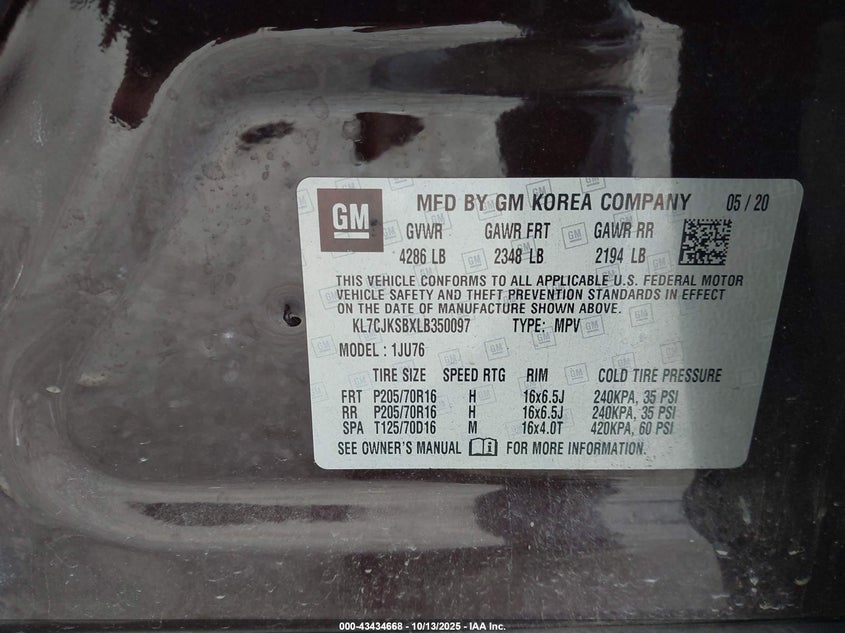 GM
MFD BY GM KOREA COMPANY 05 / 20
GVWR GAWR FRT GAWR RR
4286 LB 2348 LB 2194 LB
THIS VEHICLE CONFORMS TO ALL APPLICABLE U.S. FEDERAL MOTOR
VEHICLE SAFETY AND THEFT PREVENTION STANDARDS IN EFFECT
ON THE DATE OF MANUFACTURE SHOWN ABOVE.
KL7CJKSBXLB350097 TYPE: MPV
MODEL : 1JU76
TIRE SIZE SPEED RTG RIM COLD TIRE PRESSURE
FRT P205/70R16 H 16x6.5J 240KPA, 35 PSI
RR P205/70R16 H 16x6.5J 240KPA, 35 PSI
SPA T125/70D16 M 16x4.0T 420KPA, 60 PSI
SEE OWNER'S MANUAL FOR MORE INFORMATION.
000-43434668 - 10/13/2025 - IAA Inc.